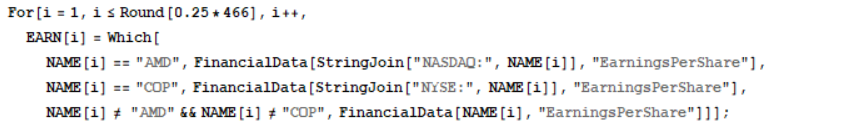 For[i = 1, i ≤ Round[0.25 * 466], i++,
EARN[i] = Which[
NAME[i] == "AMD", FinancialData[StringJoin["NASDAQ:", NAME[i]], "EarningsPerShare"],
NAME[i] == "COP", FinancialData[StringJoin["NYSE:", NAME[i]], "EarningsPerShare"],
NAME[i] ≠ "AMD" && NAME[i] ≠ "COP", FinancialData[NAME[i], "EarningsPerShare"]]];